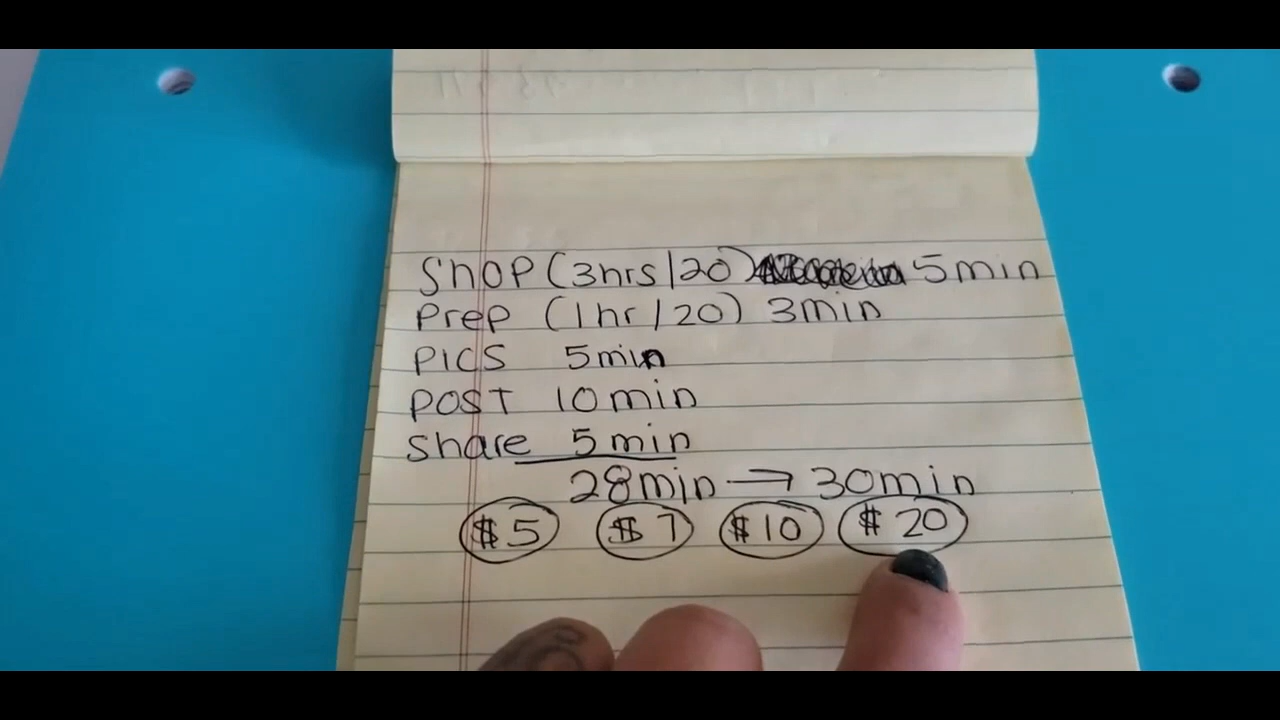 SHOP (3hrs/20) 5min
Prep (1hr/20) 3min
PICS 5min
POST 10min
Share 5min
28min → 30min
$5 $7 $10 $20